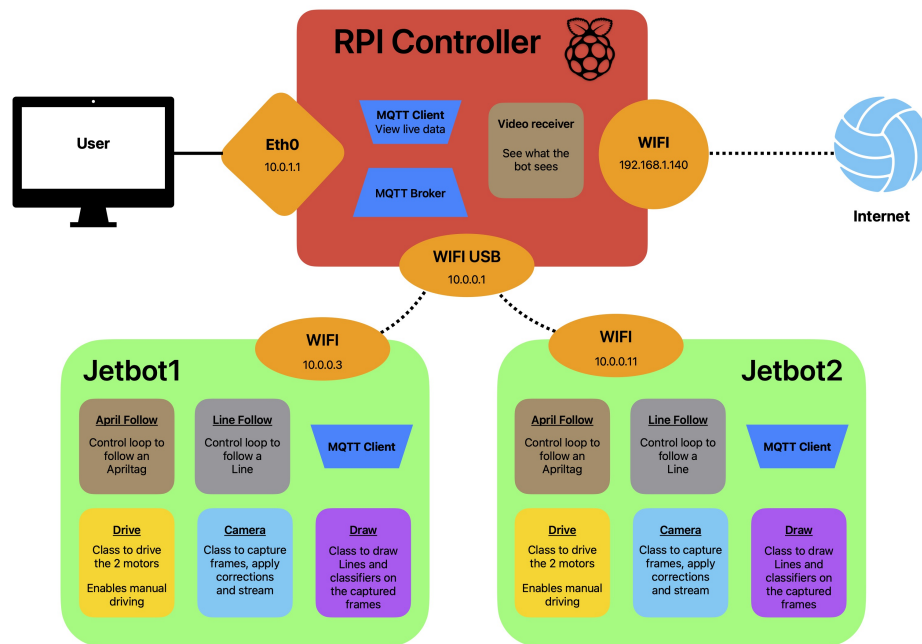 RPI Controller
User
Eth0
10.0.1.1
MQTT Client
View live data
MQTT Broker
Video receiver
See what the
bot sees
WIFI
192.168.1.140
Internet
WIFI USB
10.0.0.1
WIFI
10.0.0.3
Jetbot1
April Follow
Control loop to
follow an
Apriltag
Line Follow
Control loop to
follow a
Line
MQTT Client
Drive
Class to drive
the 2 motors
Enables manual
driving
Camera
Class to capture
frames, apply
corrections
and stream
Draw
Class to draw
Lines and
classifiers on
the captured
frames
WIFI
10.0.0.11
Jetbot2
April Follow
Control loop to
follow an
Apriltag
Line Follow
Control loop to
follow a
Line
MQTT Client
Drive
Class to drive
the 2 motors
Enables manual
driving
Camera
Class to capture
frames, apply
corrections
and stream
Draw
Class to draw
Lines and
classifiers on
the captured
frames